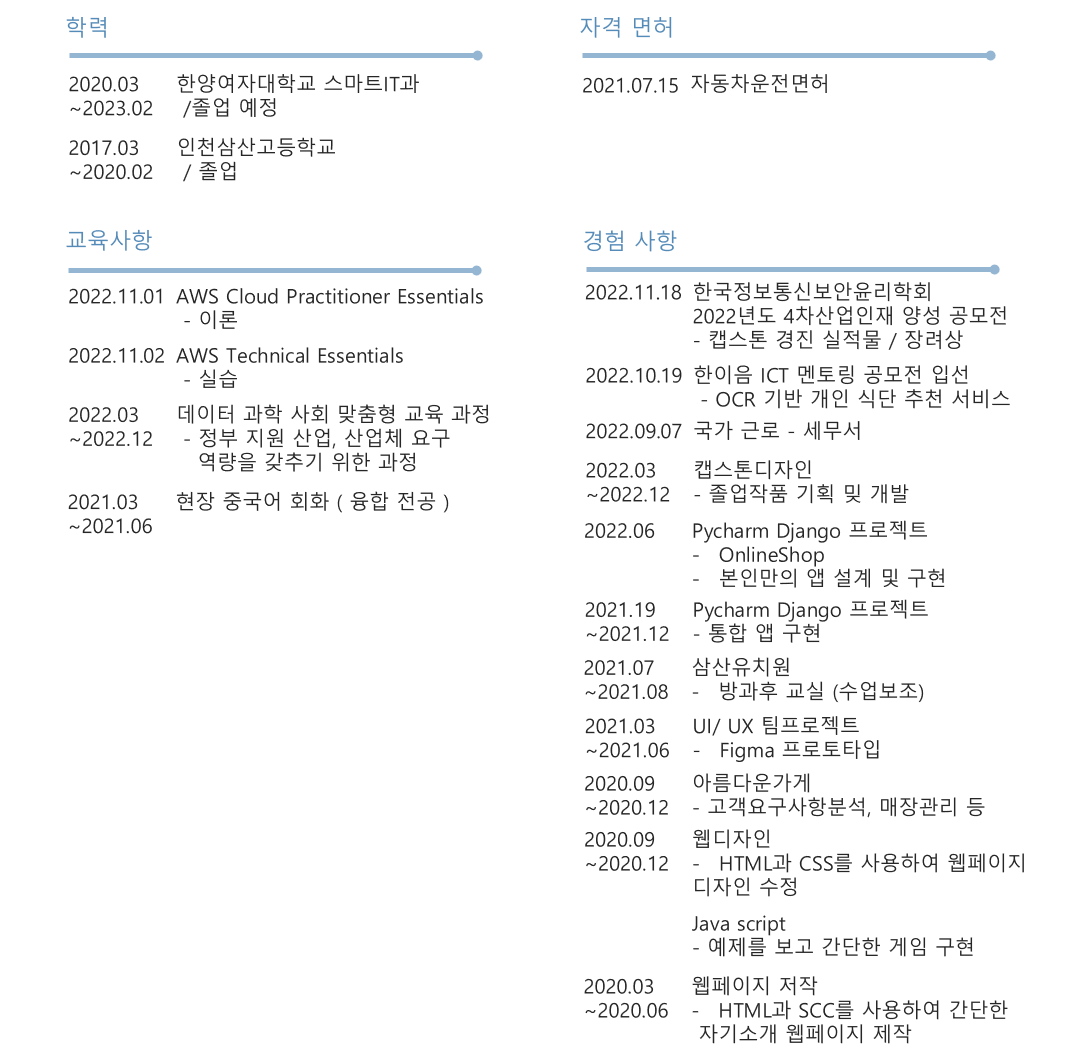 학력
2020.03 한양여자대학교 스마트IT과
~2023.02 /졸업 예정
2017.03 인천삼산고등학교
~2020.02 / 졸업
자격 면허
2021.07.15 자동차운전면허
교육사항
2022.11.01 AWS Cloud Practitioner Essentials
- 이론
2022.11.02 AWS Technical Essentials
- 실습
2022.03 데이터 과학 사회 맞춤형 교육 과정
~2022.12 - 정부 지원 산업, 산업체 요구
역량을 갖추기 위한 과정
2021.03 현장 중국어 회화 ( 융합 전공 )
~2021.06
경험 사항
2022.11.18 한국정보통신보안윤리학회
2022년도 4차산업인재 양성 공모전
- 캡스톤 경진 실적물 / 장려상
2022.10.19 한이음 ICT 멘토링 공모전 입선
- OCR 기반 개인 식단 추천 서비스
2022.09.07 국가 근로 - 세무서
2022.03 캡스톤디자인
~2022.12 - 졸업작품 기획 및 개발
2022.06 Pycharm Django 프로젝트
- OnlineShop
- 본인만의 앱 설계 및 구현
2021.19 Pycharm Django 프로젝트
~2021.12 - 통합 앱 구현
2021.07 삼산유치원
~2021.08 - 방과후 교실 (수업보조)
2021.03 UI/ UX 팀프로젝트
~2021.06 - Figma 프로토타입
2020.09 아름다운가게
~2020.12 - 고객요구사항분석, 매장관리 등
2020.09 웹디자인
~2020.12 - HTML과 CSS를 사용하여 웹페이지
디자인 수정
Java script
- 예제를 보고 간단한 게임 구현
2020.03 웹페이지 저작
~2020.06 - HTML과 SCC를 사용하여 간단한
자기소개 웹페이지 제작